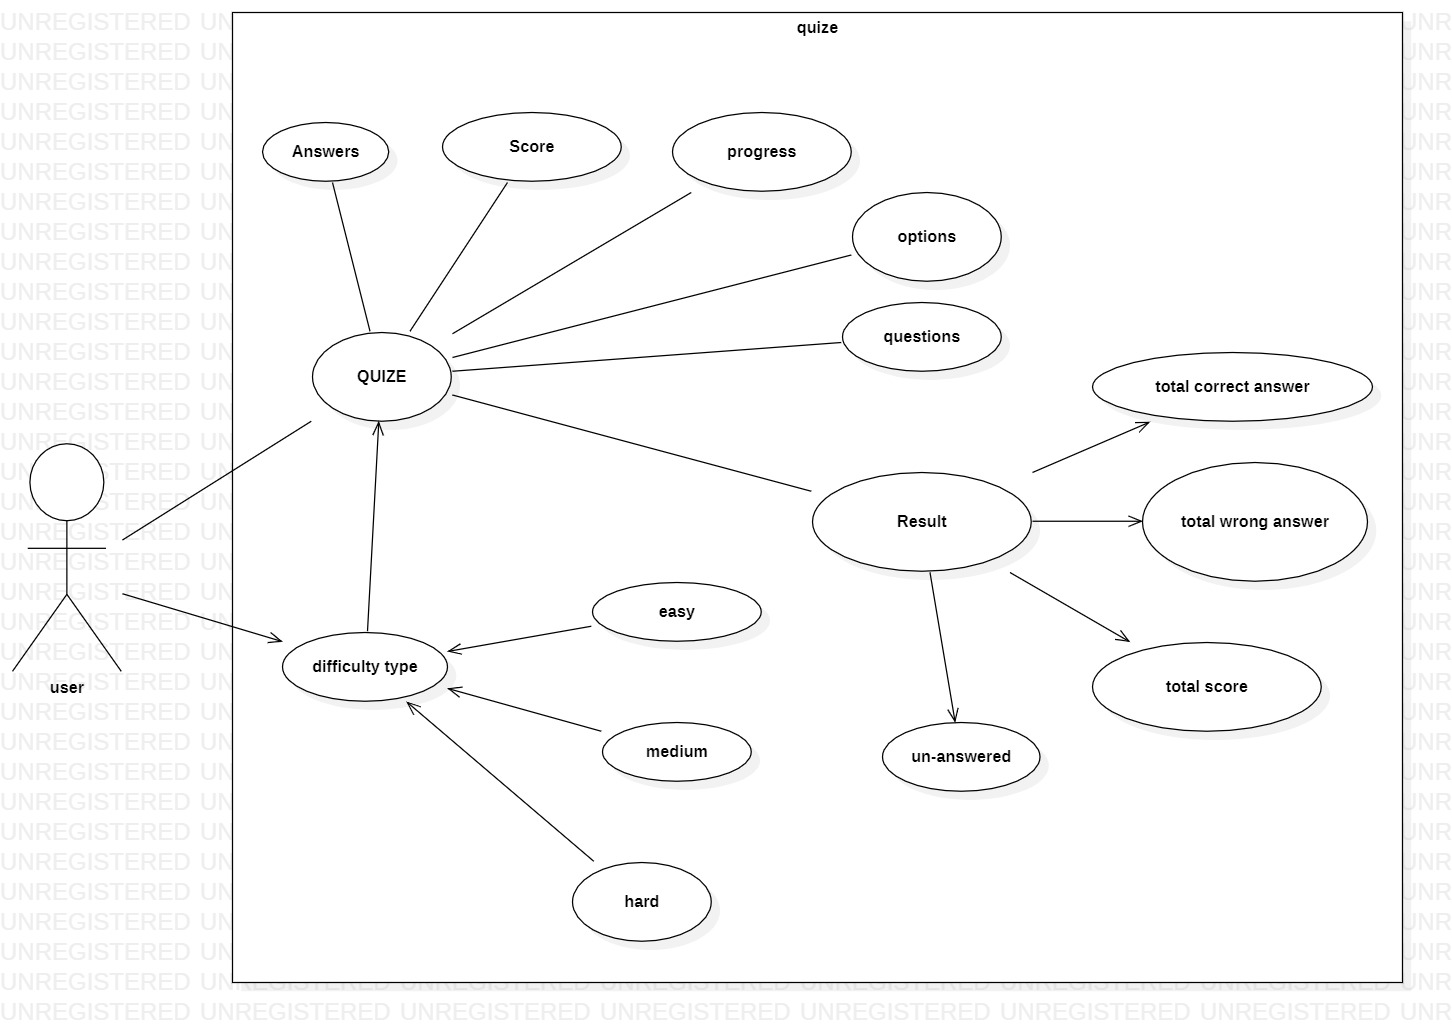 quize
Answers
Score
progress
options
questions
QUIZE
total correct answer
Result
total wrong answer
easy
difficulty type
user
total score
medium
un-answered
hard
UNREGISTERED UNREGISTERED UNREGISTERED UNREGISTERED UNREGISTERED UNREGISTERED UNREGISTERED UNR